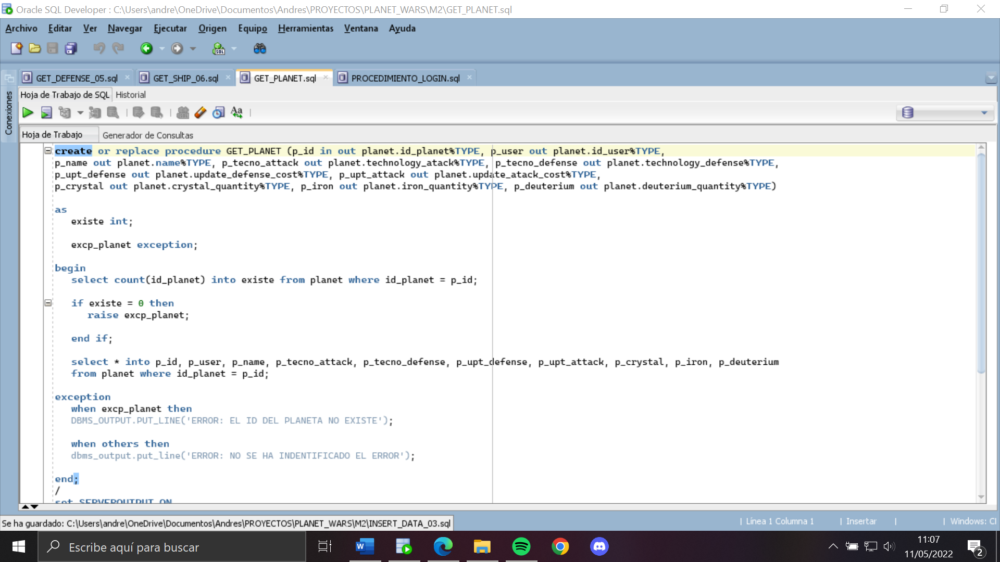 Oracle SQL Developer : C:\Users\andre\OneDrive\Documentos\Andres\PROYECTOS\PLANET_WARS\M2\GET_PLANET.sql
Archivo Editar Ver Navegar Ejecutar Origen Equipo Herramientas Ventana Ayuda
SQL
Conexiones
GET_DEFENSE_05.sql GET_SHIP_06.sql GET_PLANET.sql PROCEDIMIENTO_LOGIN.sql
Hoja de Trabajo de SQL Historial
Aa
Hoja de Trabajo Generador de Consultas
create or replace procedure GET_PLANET (p_id in out planet.id_planet%TYPE, p_user out planet.id_user%TYPE,
p_name out planet.name%TYPE, p_tecno_attack out planet.technology_atack%TYPE, p_tecno_defense out planet.technology_defense%TYPE,
p_upt_defense out planet.update_defense_cost%TYPE, p_upt_attack out planet.update_atack_cost%TYPE,
p_crystal out planet.crystal_quantity%TYPE, p_iron out planet.iron_quantity%TYPE, p_deuterium out planet.deuterium_quantity%TYPE)
as
existe int;
excp_planet exception;
begin
select count(id_planet) into existe from planet where id_planet = p_id;
if existe = 0 then
raise excp_planet;
end if;
select * into p_id, p_user, p_name, p_tecno_attack, p_tecno_defense, p_upt_defense, p_upt_attack, p_crystal, p_iron, p_deuterium
from planet where id_planet = p_id;
exception
when excp_planet then
DBMS_OUTPUT.PUT_LINE('ERROR: EL ID DEL PLANETA NO EXISTE');
when others then
dbms_output.put_line('ERROR: NO SE HA INDENTIFICADO EL ERROR');
end;
/
set SERVEROUTPUT ON
Se ha guardado: C:\Users\andre\OneDrive\Documentos\Andres\PROYECTOS\PLANET_WARS\M2\INSERT_DATA_03.sql
| Línea 1 Columna 1 | Insertar | | Windows: CI
Escribe aquí para buscar
W
11:07
11/05/2022
2